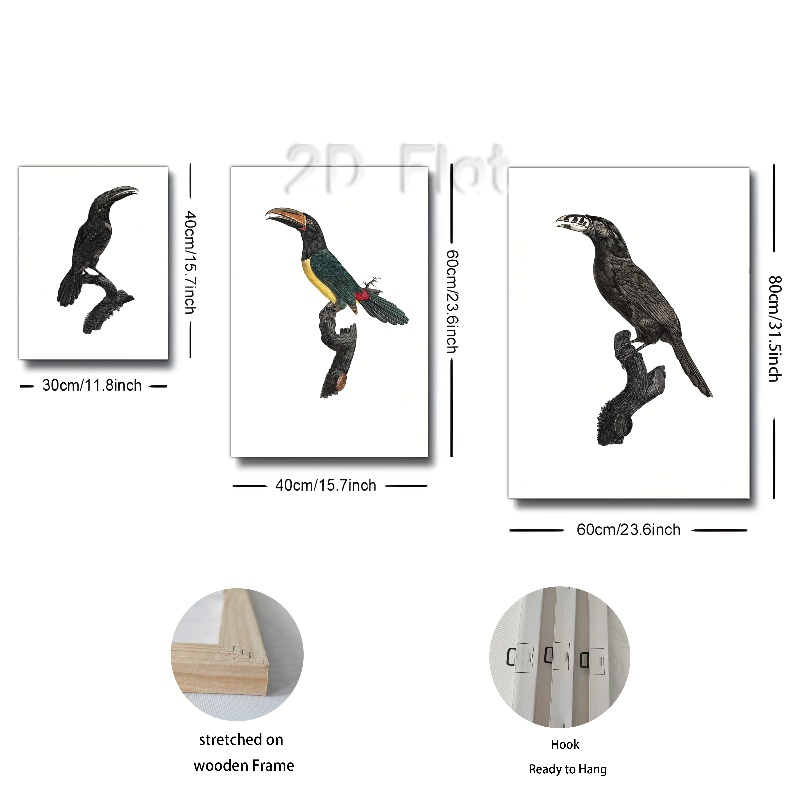 2D Flat
40cm/15.7inch
30cm/11.8inch
60cm/23.6inch
40cm/15.7inch
80cm/31.5inch
60cm/23.6inch
stretched on
wooden Frame
Hook
Ready to Hang